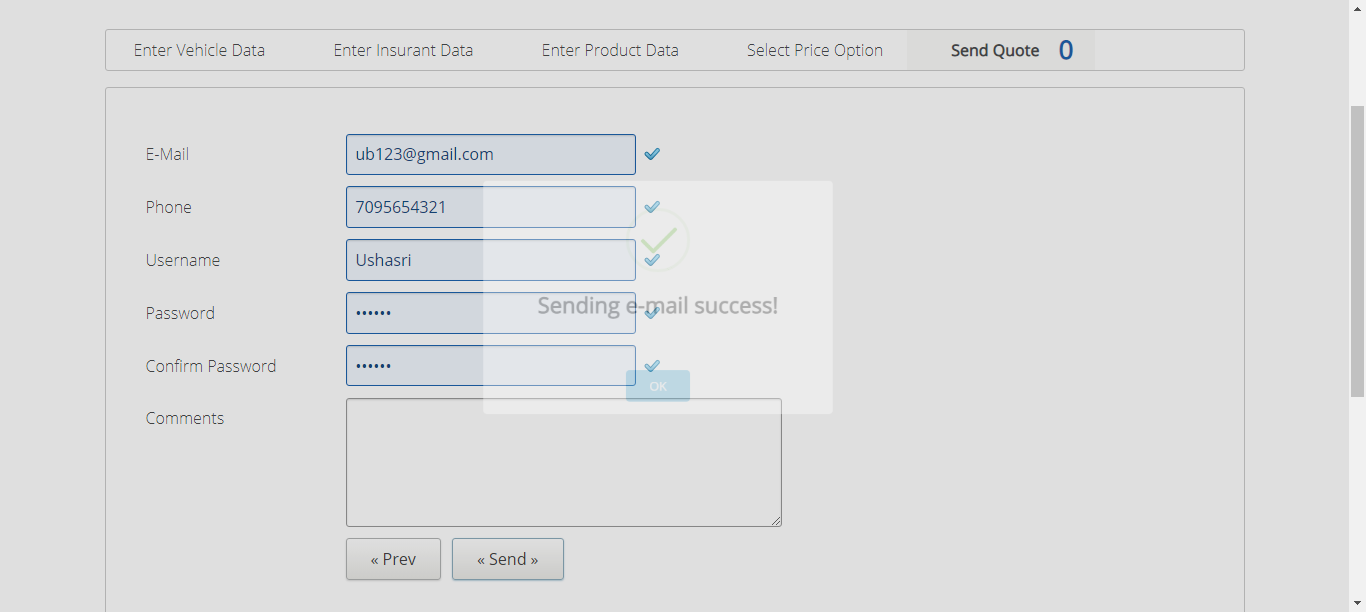 Enter Vehicle Data Enter Insurant Data Enter Product Data Select Price Option Send Quote 0
E-Mail ub123@gmail.com
Phone 7095654321
Username Ushasri
Sending e-mail success!
Password ••••••
Confirm Password ••••••
OK
Comments
« Prev « Send »